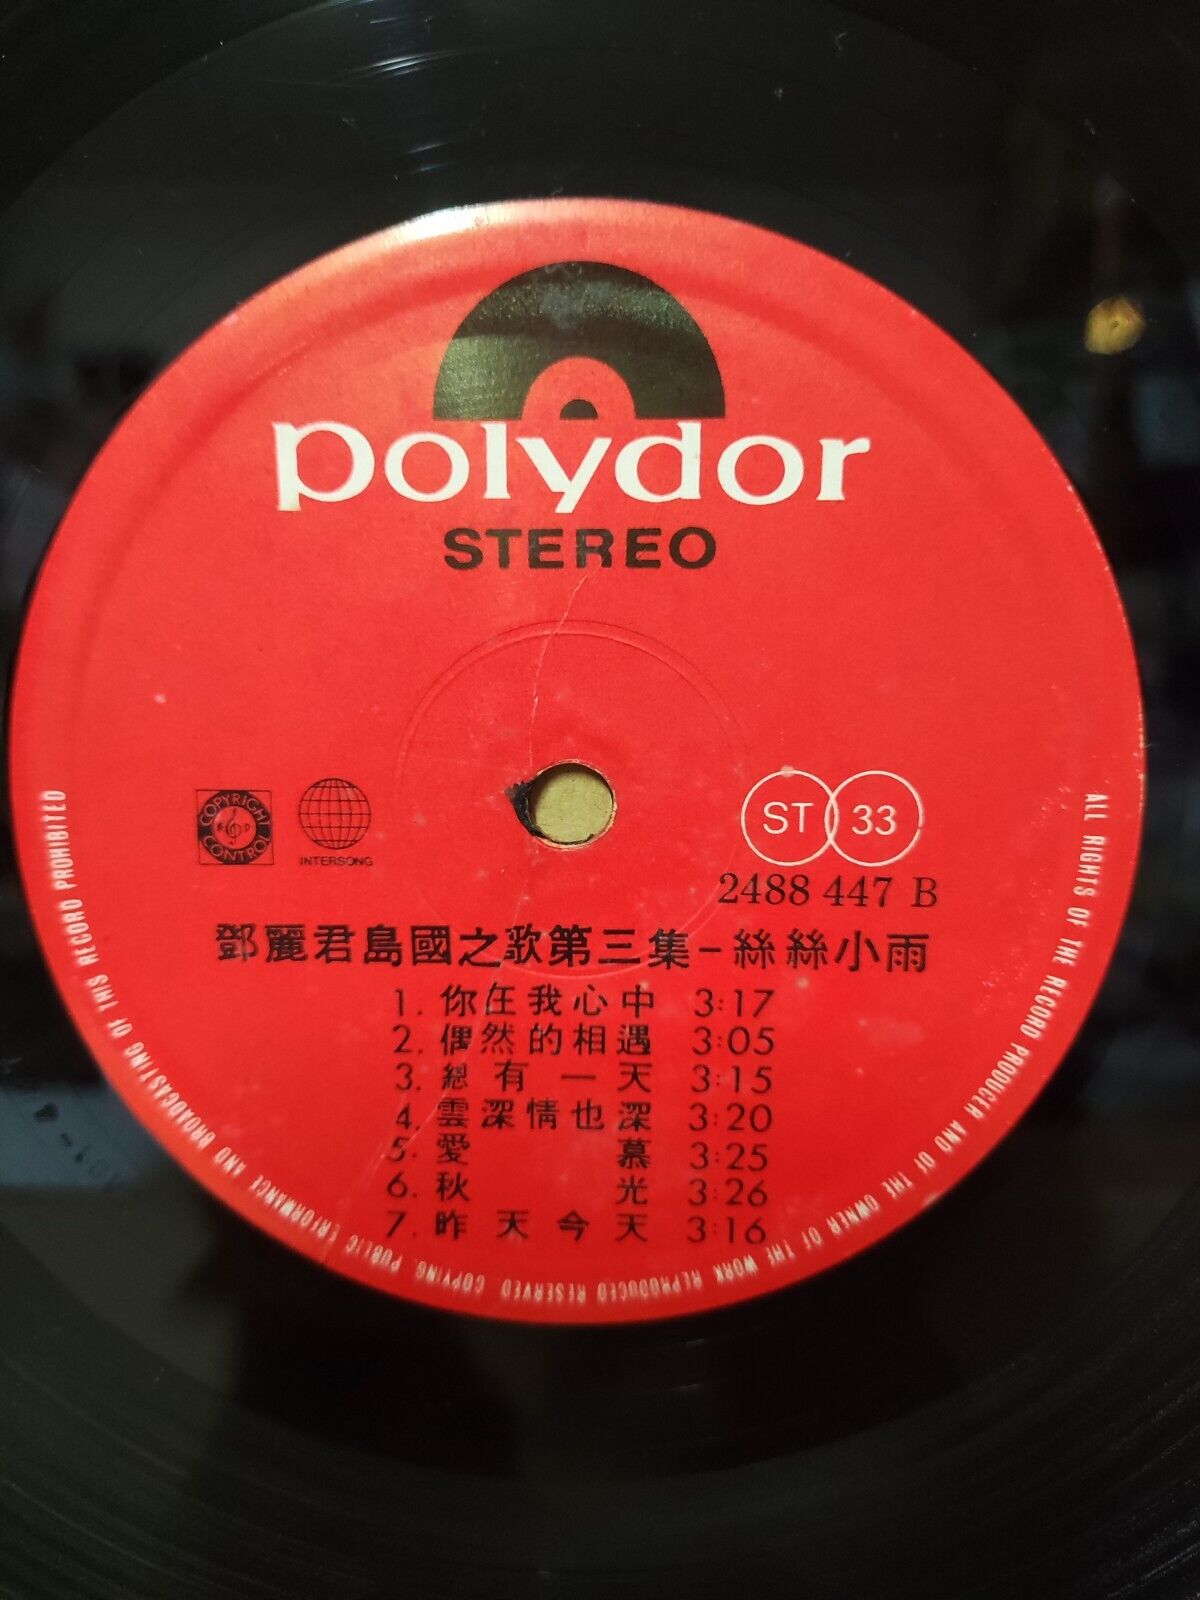 polydor
STEREO
COPYRIGHT CONTROL
INTERSONG
ST 33
2488 447 B
鄧麗君島國之歌第三集-絲絲小雨
1. 你在我心中 3:17
2. 偶然的相遇 3:05
3. 總有一天 3:15
4. 雲深情也深 3:20
5. 愛慕 3:25
6. 秋光 3:26
7. 昨天今天 3:16
ALL RIGHTS OF THE RECORD PRODUCER AND OF THE OWNER OF THE WORK REPRODUCED RESERVED. COPYING, PUBLIC PERFORMANCE AND BROADCASTING OF THIS RECORD PROHIBITED